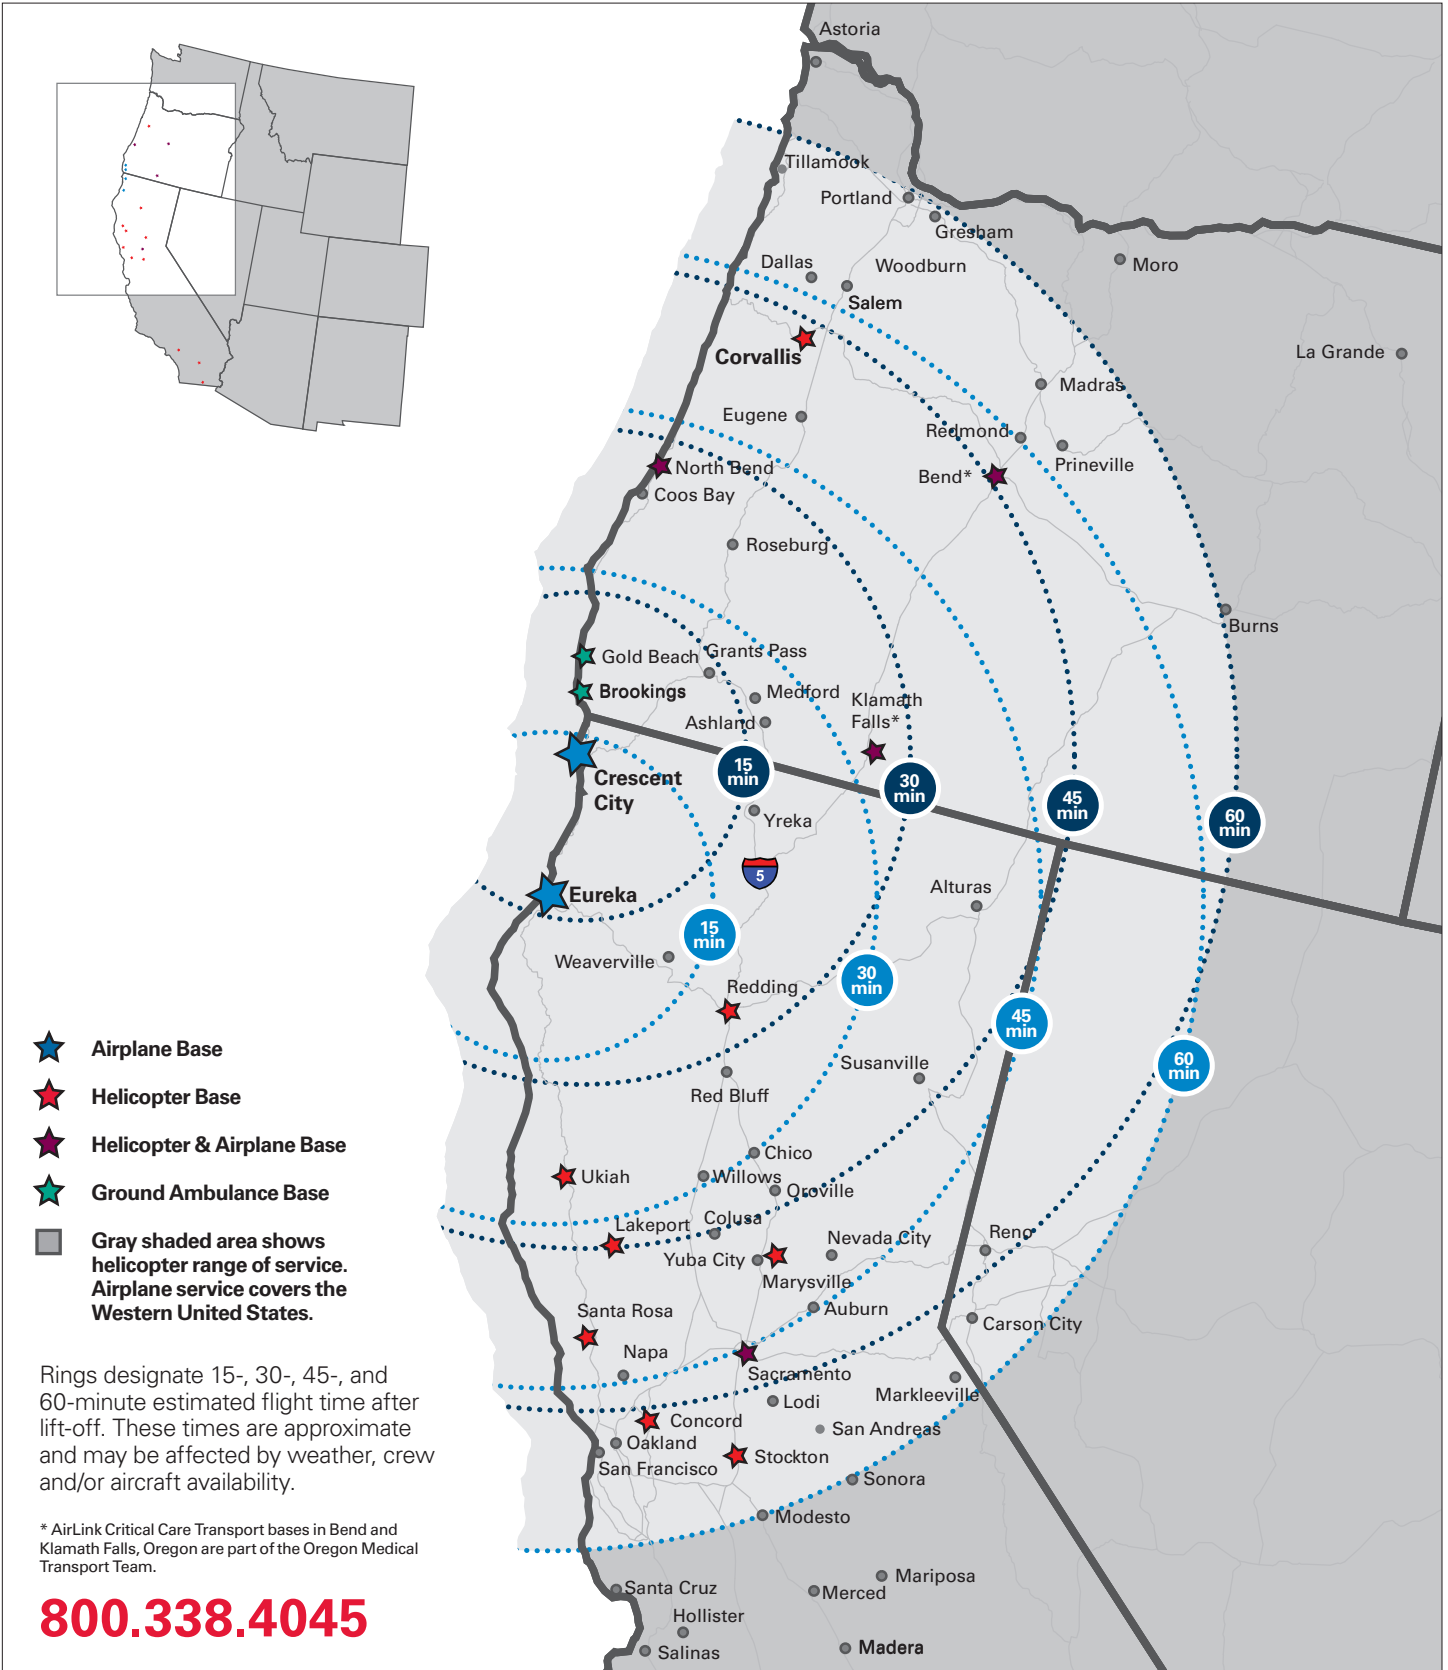 Astoria
Tillamook
Portland
Gresham
Moro
Dallas
Woodburn
Salem
La Grande
Corvallis
Madras
Eugene
Redmond
Prineville
North Bend
Bend*
Coos Bay
Roseburg
Burns
Gold Beach
Grants Pass
Brookings
Medford
Klamath
Falls*
Ashland
15
min
30
min
45
min
60
min
Crescent
City
Yreka
5
Eureka
Alturas
15
min
Weaverville
30
min
Redding
45
min
Susanville
60
min
Red Bluff
Chico
Ukiah
Willows
Oroville
Lakeport
Colusa
Nevada City
Reno
Yuba City
Marysville
Santa Rosa
Auburn
Carson City
Napa
Sacramento
Markleeville
Lodi
Concord
San Andreas
Oakland
San Francisco
Stockton
Sonora
Modesto
Mariposa
Santa Cruz
Merced
Hollister
Salinas
Madera
Airplane Base
Helicopter Base
Helicopter & Airplane Base
Ground Ambulance Base
Gray shaded area shows
helicopter range of service.
Airplane service covers the
Western United States.
Rings designate 15-, 30-, 45-, and
60-minute estimated flight time after
lift-off. These times are approximate
and may be affected by weather, crew
and/or aircraft availability.
* AirLink Critical Care Transport bases in Bend and
Klamath Falls, Oregon are part of the Oregon Medical
Transport Team.
800.338.4045